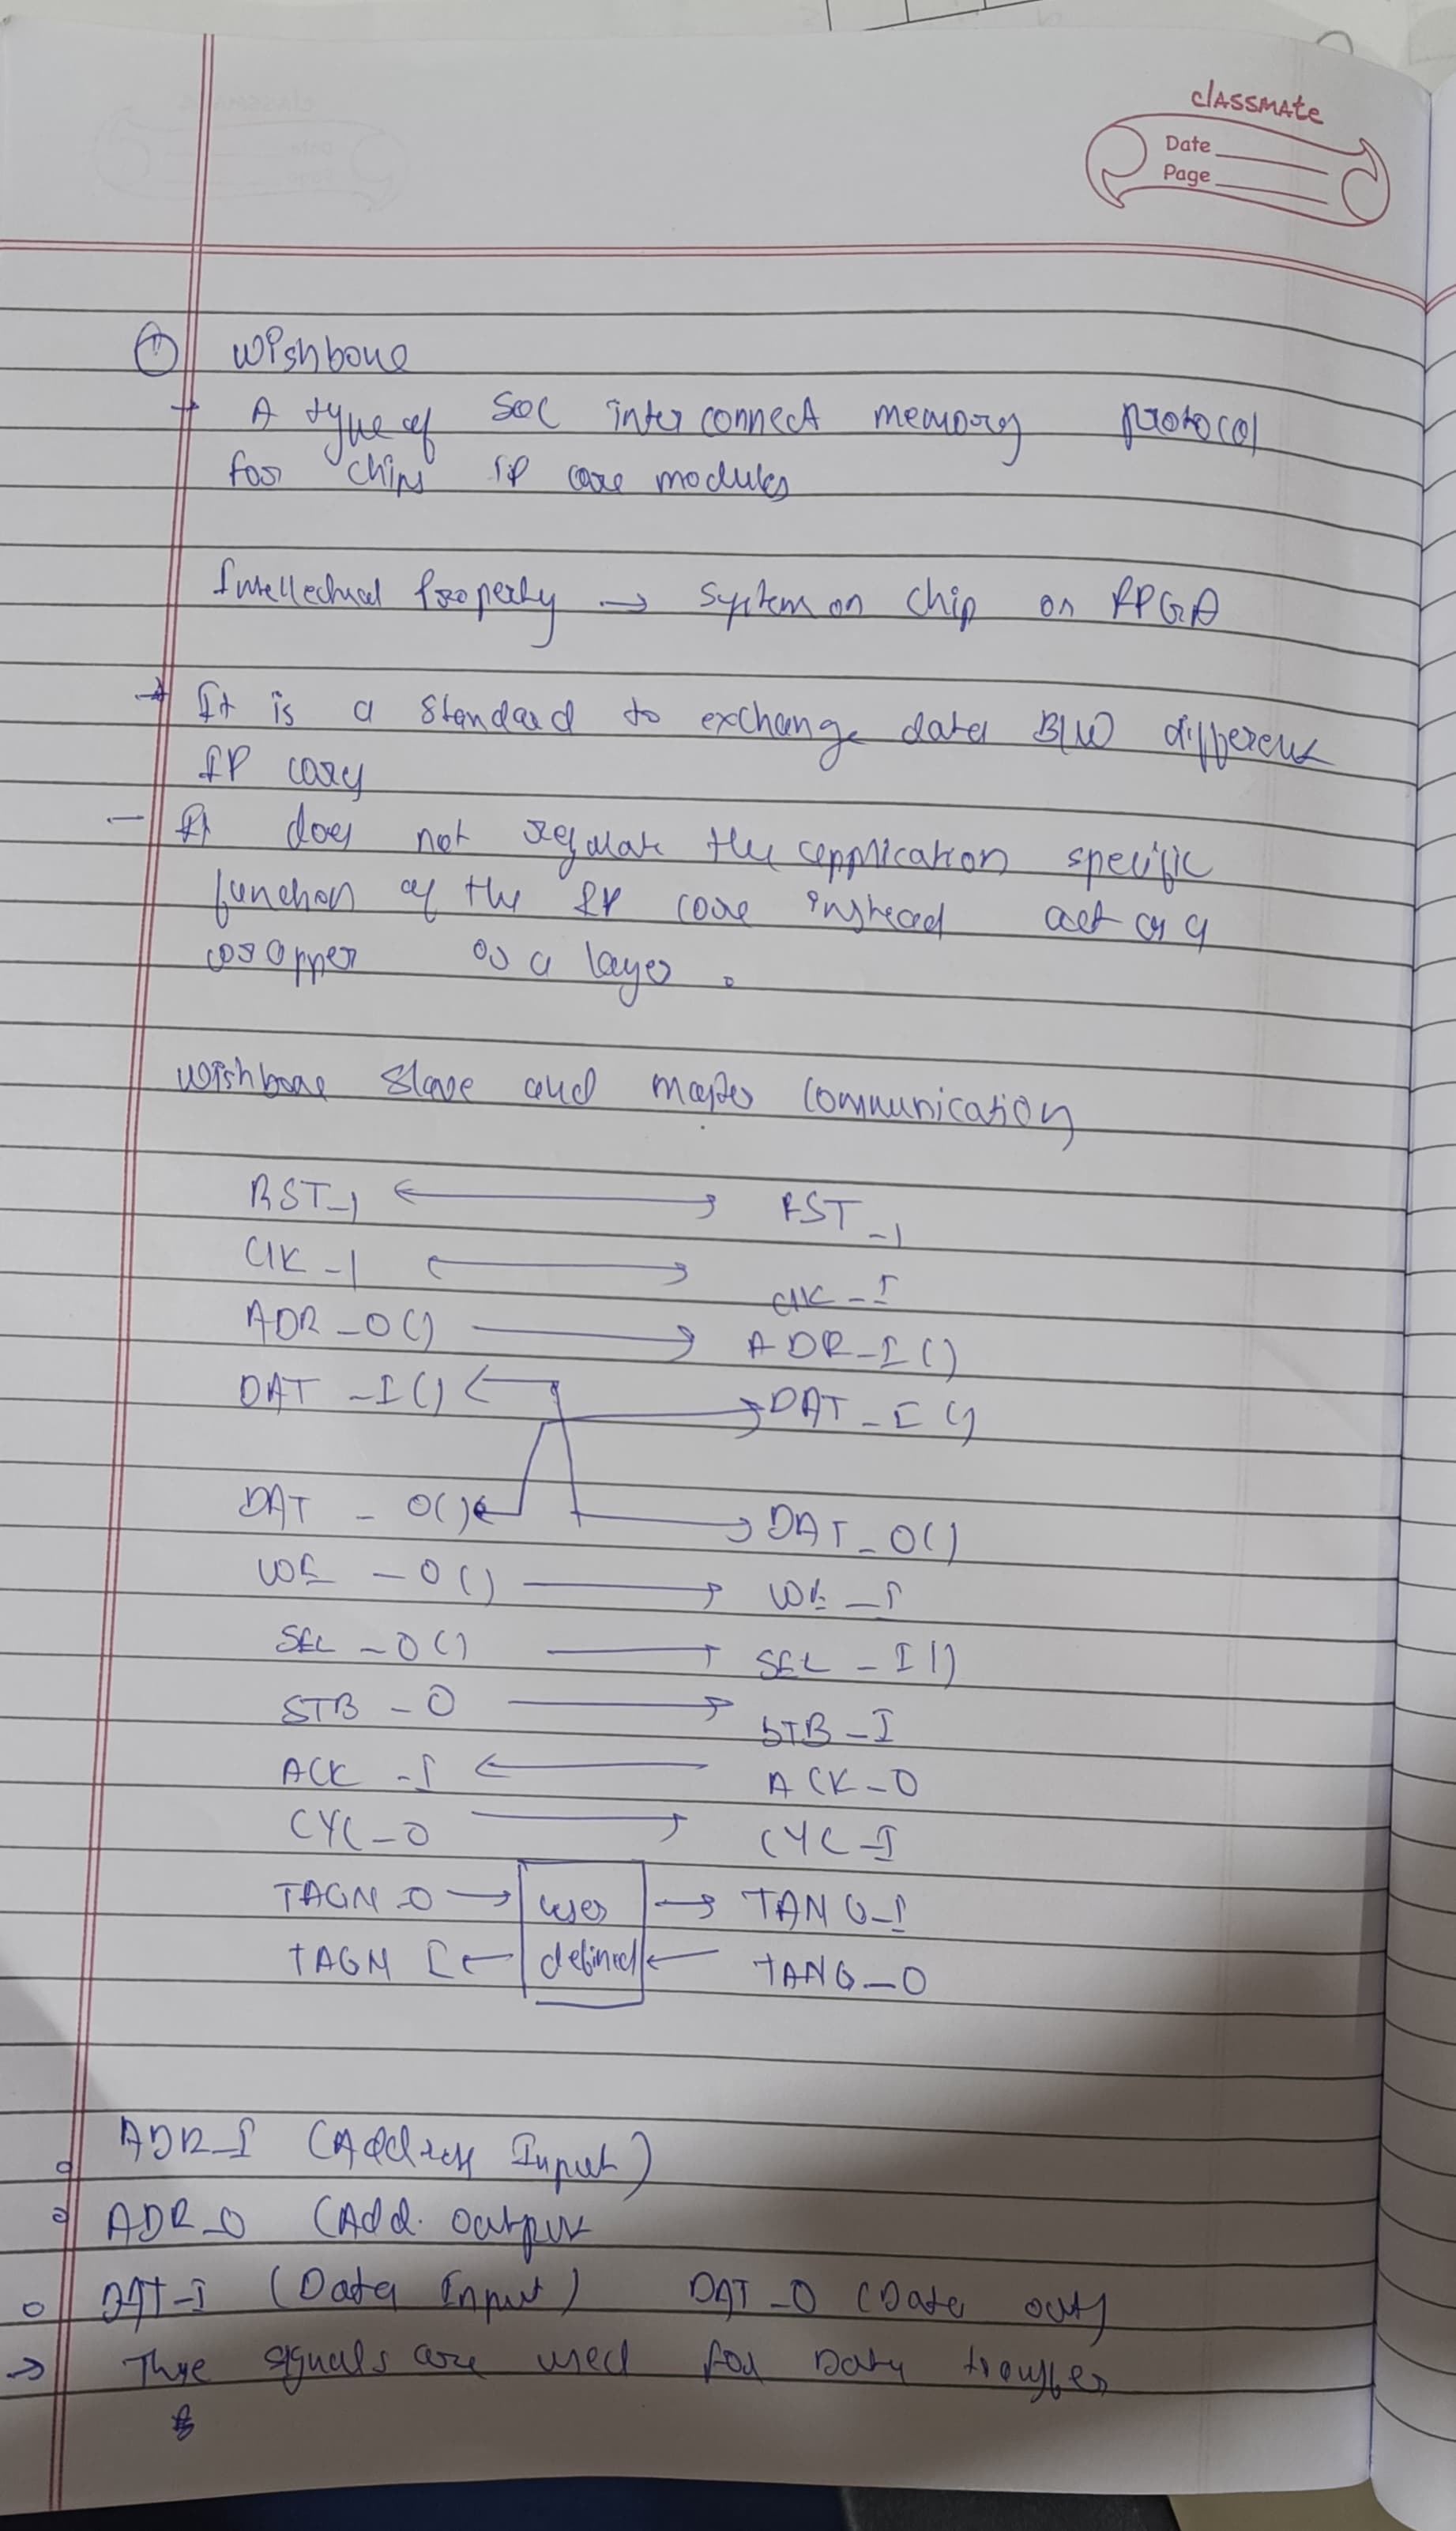 classmate
Date
Page
① Wishbone
→ A type of SOC interconnect memory protocol
for chips IP core modules
Intellectual Property → System on chip on FPGA
→ It is a standard to exchange data B/W different
IP cores
- It does not regulate the application specific
function of the IP core instead act as a
wrapper as a layer.
Wishbone Slave and master Communication
RST_I ↔ RST_I
CLK_I ↔ CLK_I
ADR_O() → ADR_I()
DAT_I() ← → DAT_I()
DAT_O() ← → DAT_O()
WE_O() → WE_I
SEL_O() → SEL_I()
STB_O → STB_I
ACK_I ← ACK_O
CYC_O → CYC_I
TAGN_O → user → TANG_I
TAGN I ← defined ← TANG_O
ADR_I (Address Input)
ADR_O (Add. output
DAT_I (Data Input) DAT_O (Data out)
→ These signals are used for Data transfer